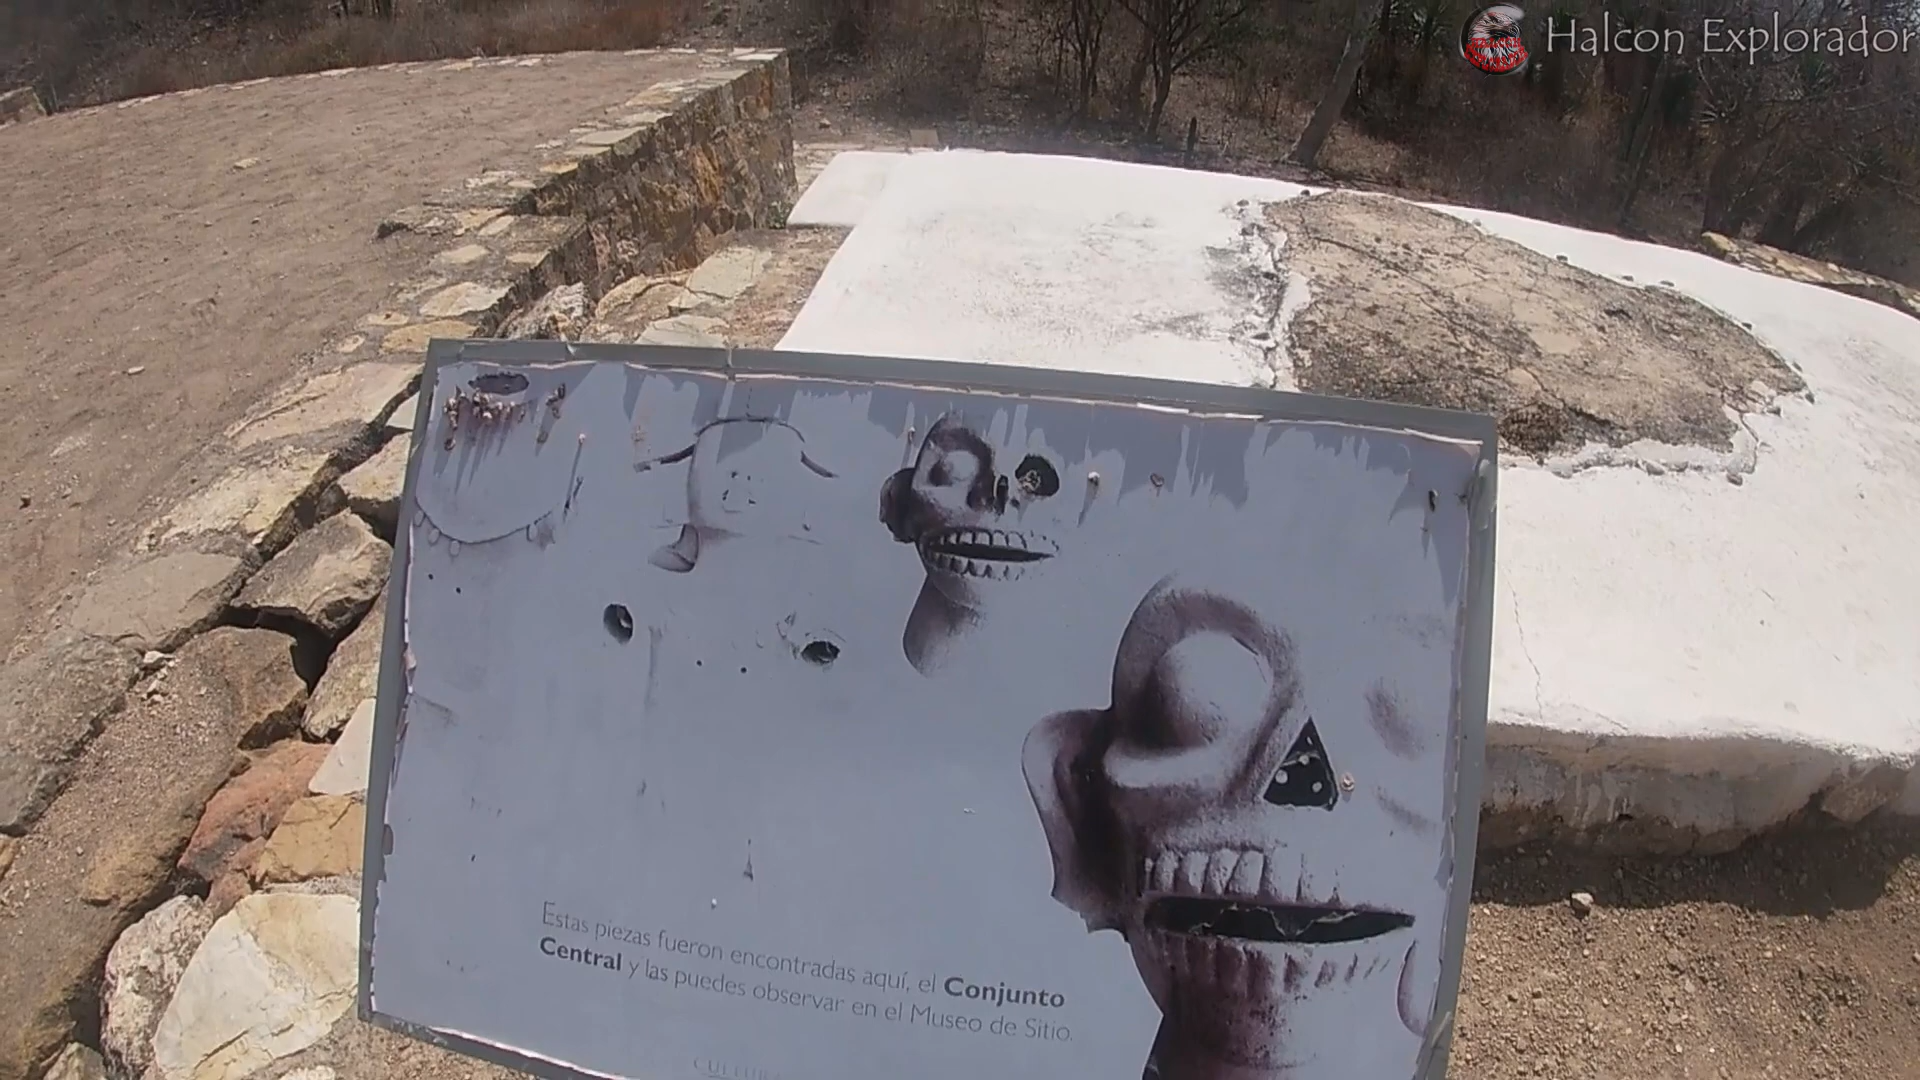 Halcon Explorador
Estas piezas fueron encontradas aquí, el Conjunto
Central y las puedes observar en el Museo de Sitio.